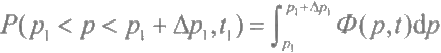 P(p₁ < p < p₁ + Δp₁, t₁) = ∫_{p₁}^{p₁+Δp₁} Φ(p, t)dp